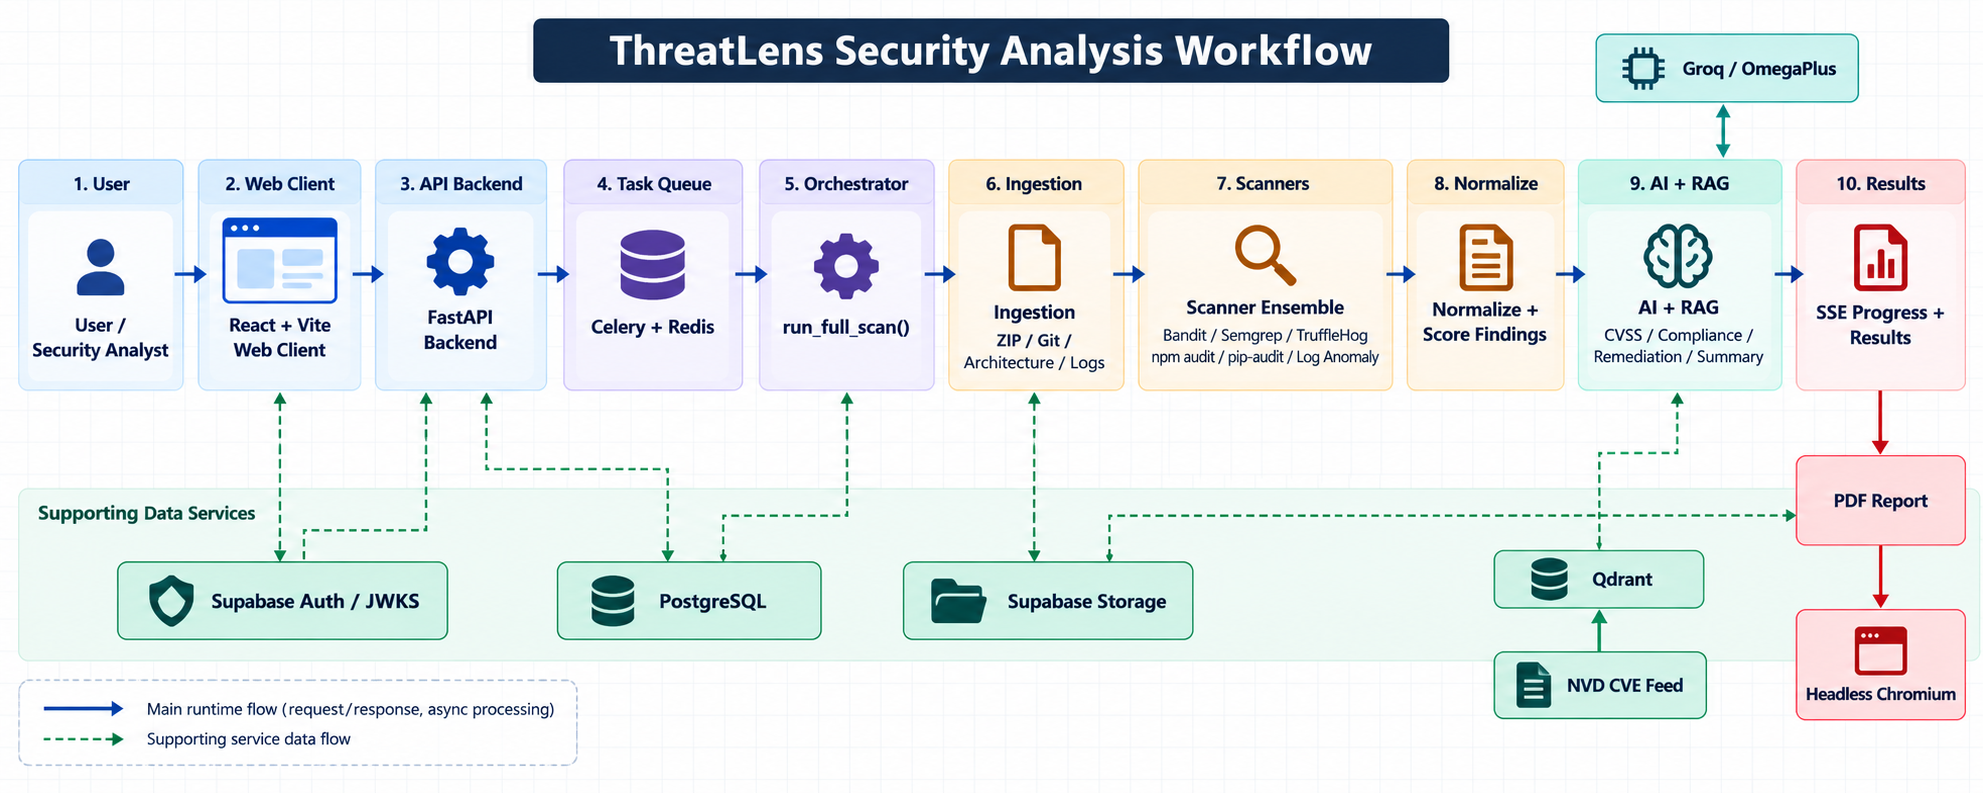 ThreatLens Security Analysis Workflow
Groq / OmegaPlus
1. User
User /
Security Analyst
2. Web Client
React + Vite
Web Client
3. API Backend
FastAPI
Backend
4. Task Queue
Celery + Redis
5. Orchestrator
run_full_scan()
6. Ingestion
Ingestion
ZIP / Git /
Architecture / Logs
7. Scanners
Scanner Ensemble
Bandit / Semgrep / TruffleHog
npm audit / pip-audit / Log Anomaly
8. Normalize
Normalize +
Score Findings
9. AI + RAG
AI + RAG
CVSS / Compliance /
Remediation / Summary
10. Results
SSE Progress +
Results
Supporting Data Services
Supabase Auth / JWKS
PostgreSQL
Supabase Storage
Qdrant
NVD CVE Feed
PDF Report
Headless Chromium
Main runtime flow (request/response, async processing)
Supporting service data flow